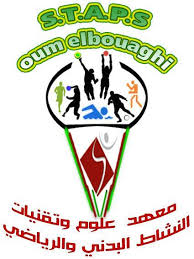 S.T.A.P.S
oum elbouaghi
معهد علوم وتقنيات
النشاط البدني والرياضي